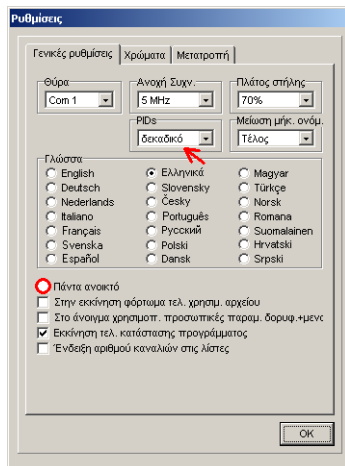 Ρυθμίσεις
Γενικές ρυθμίσεις Χρώματα Μετατροπή
Θύρα Ανοχή Συχν. Πλάτος στήλης
Com 1 5 MHz 70%
PIDs Μείωση μήκ. ονόμ.
δεκαδικό Τέλος
Γλώσσα
English Ελληνικά Magyar
Deutsch Slovensky Türkçe
Nederlands Česky Norsk
Italiano Português Romana
Français Русский Suomalainen
Svenska Polski Hrvatski
Español Dansk Srpski
Πάντα ανοικτό
Στην εκκίνηση φόρτωμα τελ. χρησιμ. αρχείου
Στο άνοιγμα χρησιμοπ. προσωπικές παραμ. δορυφ.+μενο
Εκκίνηση τελ. κατάστασης προγράμματος
Ένδειξη αριθμού καναλιών στις λίστες
OK